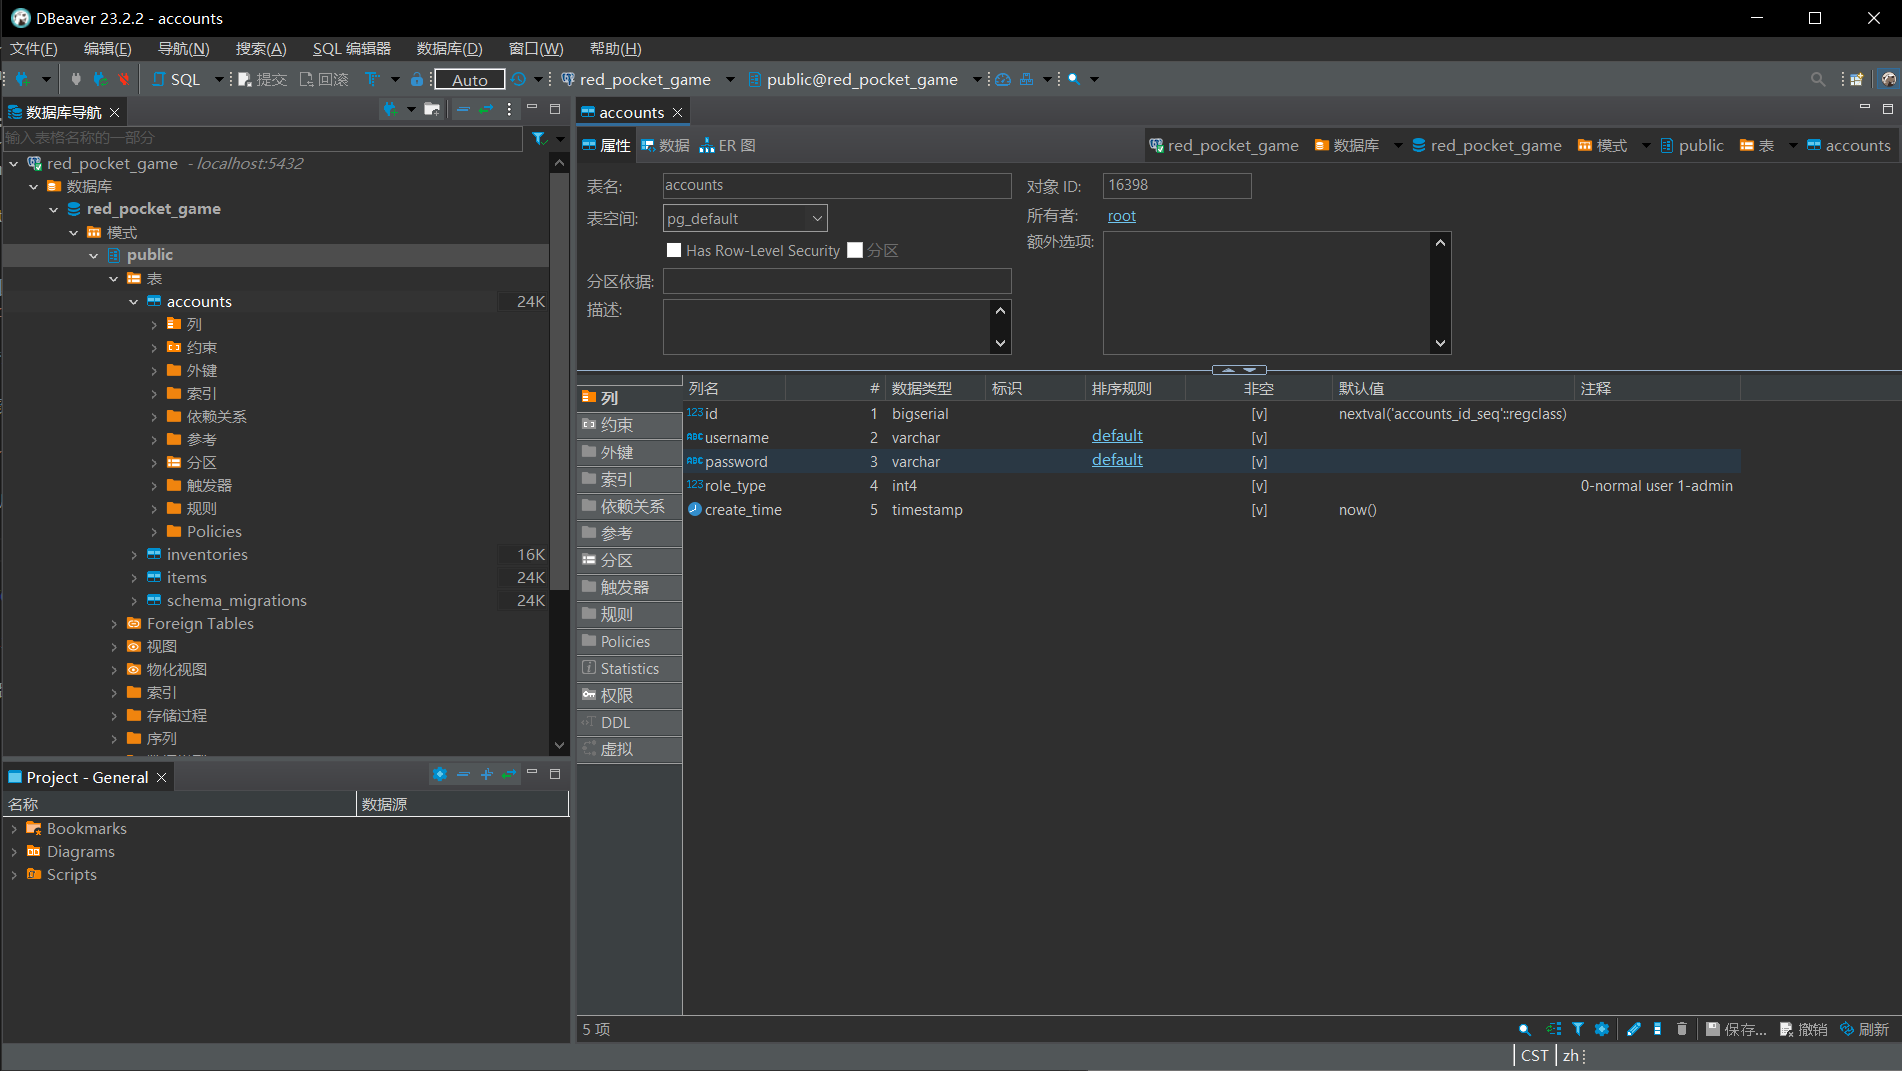 DBeaver 23.2.2 - accounts
文件(F) 编辑(E) 导航(N) 搜索(A) SQL 编辑器 数据库(D) 窗口(W) 帮助(H)
SQL 提交 回滚 Auto red_pocket_game public@red_pocket_game
数据库导航
输入表格名称的一部分
red_pocket_game - localhost:5432
数据库
red_pocket_game
模式
public
表
accounts 24K
列
约束
外键
索引
依赖关系
参考
分区
触发器
规则
Policies
inventories 16K
items 24K
schema_migrations 24K
Foreign Tables
视图
物化视图
索引
存储过程
序列
Project - General
名称 数据源
Bookmarks
Diagrams
Scripts
accounts
属性 数据 ER 图
red_pocket_game 数据库 red_pocket_game 模式 public 表 accounts
表名: accounts
表空间: pg_default
Has Row-Level Security 分区
分区依据:
描述:
对象 ID: 16398
所有者: root
额外选项:
列
约束
外键
索引
依赖关系
参考
分区
触发器
规则
Policies
Statistics
权限
DDL
虚拟
列名 # 数据类型 标识 排序规则 非空 默认值 注释
123 id 1 bigserial [v] nextval('accounts_id_seq'::regclass)
ABC username 2 varchar default [v]
ABC password 3 varchar default [v]
123 role_type 4 int4 [v] 0-normal user 1-admin
create_time 5 timestamp [v] now()
5 项
保存... 撤销 刷新
CST zh